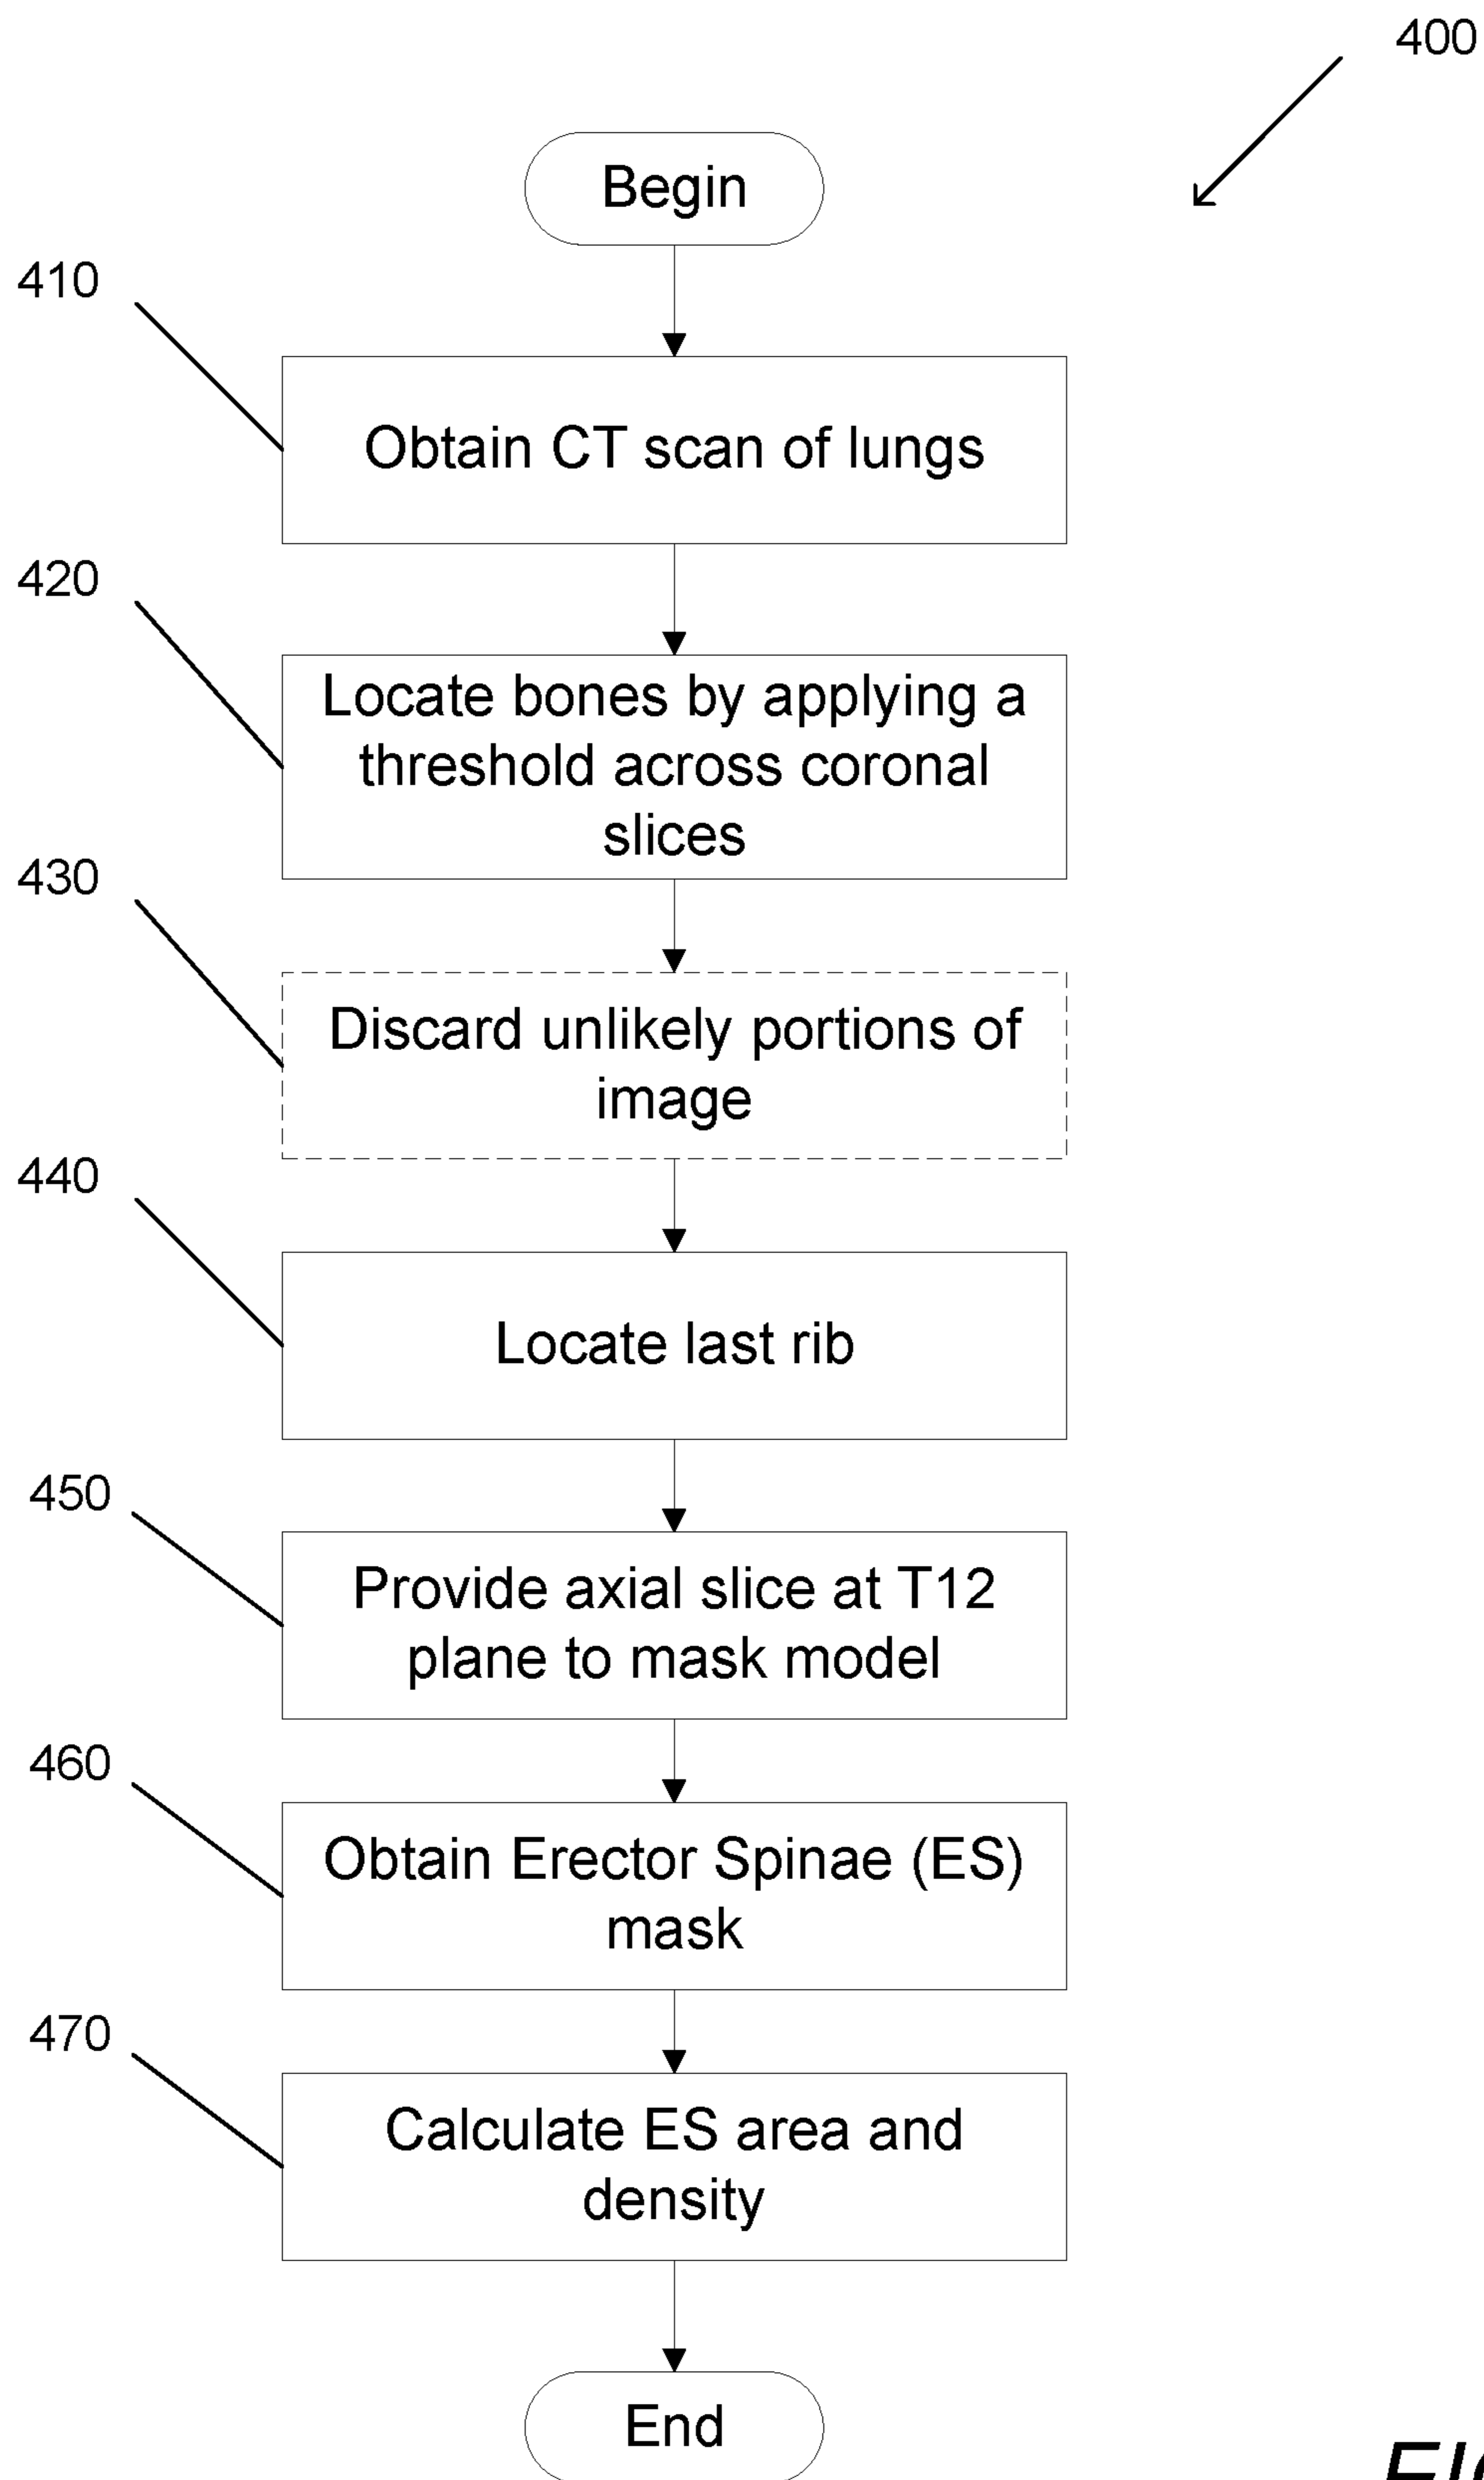 400
Begin
410
Obtain CT scan of lungs
420
Locate bones by applying a
threshold across coronal
slices
430
Discard unlikely portions of
image
440
Locate last rib
450
Provide axial slice at T12
plane to mask model
460
Obtain Erector Spinae (ES)
mask
470
Calculate ES area and
density
End